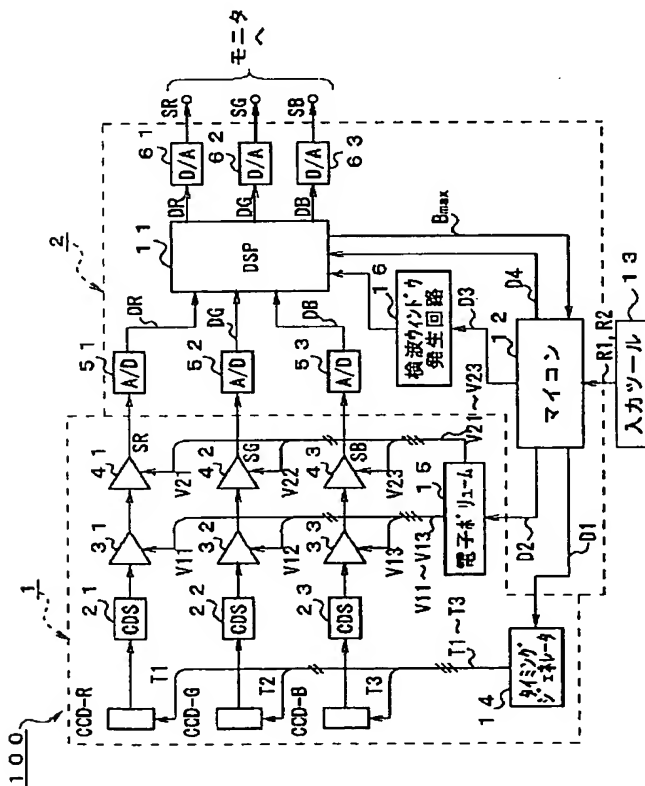 100
1
2
CCD-R
T1
21
CDS
31
V11
41
V21
SR
51
A/D
DR
11
DSP
DR
61
D/A
SR
CCD-G
T2
22
CDS
32
V12
42
V22
SG
52
A/D
DG
DG
62
D/A
SG
モニタへ
CCD-B
T3
23
CDS
33
V13
43
V23
SB
53
A/D
DB
DB
63
D/A
SB
T1〜T3
V11〜V13
V21〜V23
15
電子ボリューム
検波ウィンドウ
発生回路
16
D3
Bmax
D4
D2
D1
14
タイミング
ジェネレータ
12
マイコン
R1, R2
入力ツール
13